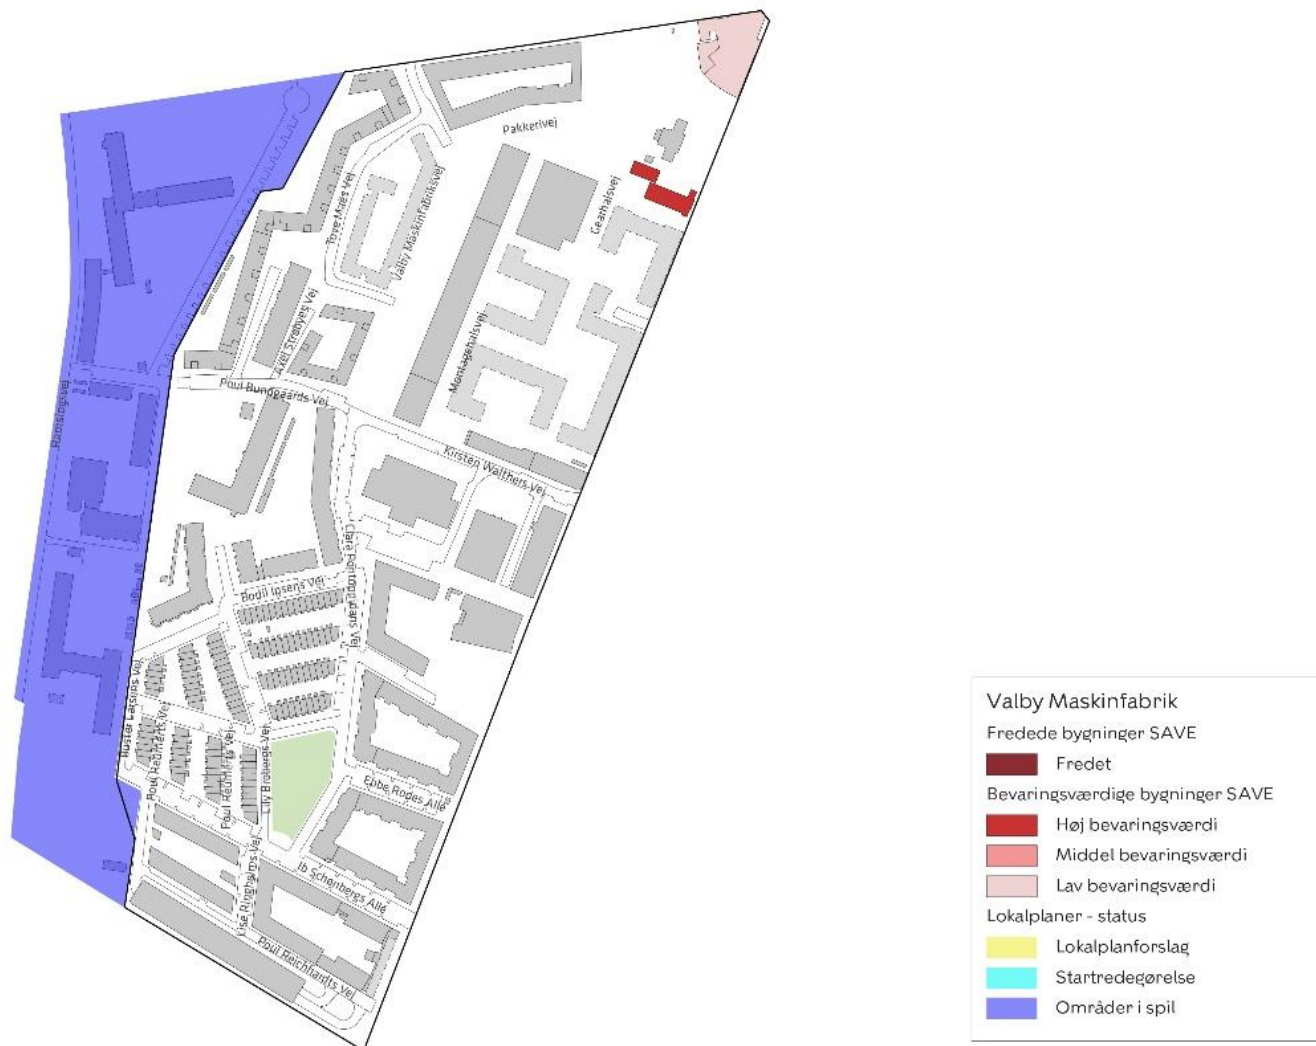 Pakkerivej
Gearhalsvej
Tove Maës Vej
Valby Maskinfabriksvej
Axel Strøbyes Vej
Montagehalsvej
Poul Bundgaards Vej
Kirsten Walthers Vej
Clara Pontoppidans Vej
Bodil Ipsens Vej
Poul Reumerts Vej
Poul Reumerts Vej
Lily Brobergs Vej
Ebbe Rodes Allé
Ib Schønbergs Allé
Lise Ringheims Vej
Poul Reichhardts Vej
Valby Maskinfabrik
Fredede bygninger SAVE
Fredet
Bevaringsværdige bygninger SAVE
Høj bevaringsværdi
Middel bevaringsværdi
Lav bevaringsværdi
Lokalplaner - status
Lokalplanforslag
Startredegørelse
Områder i spil